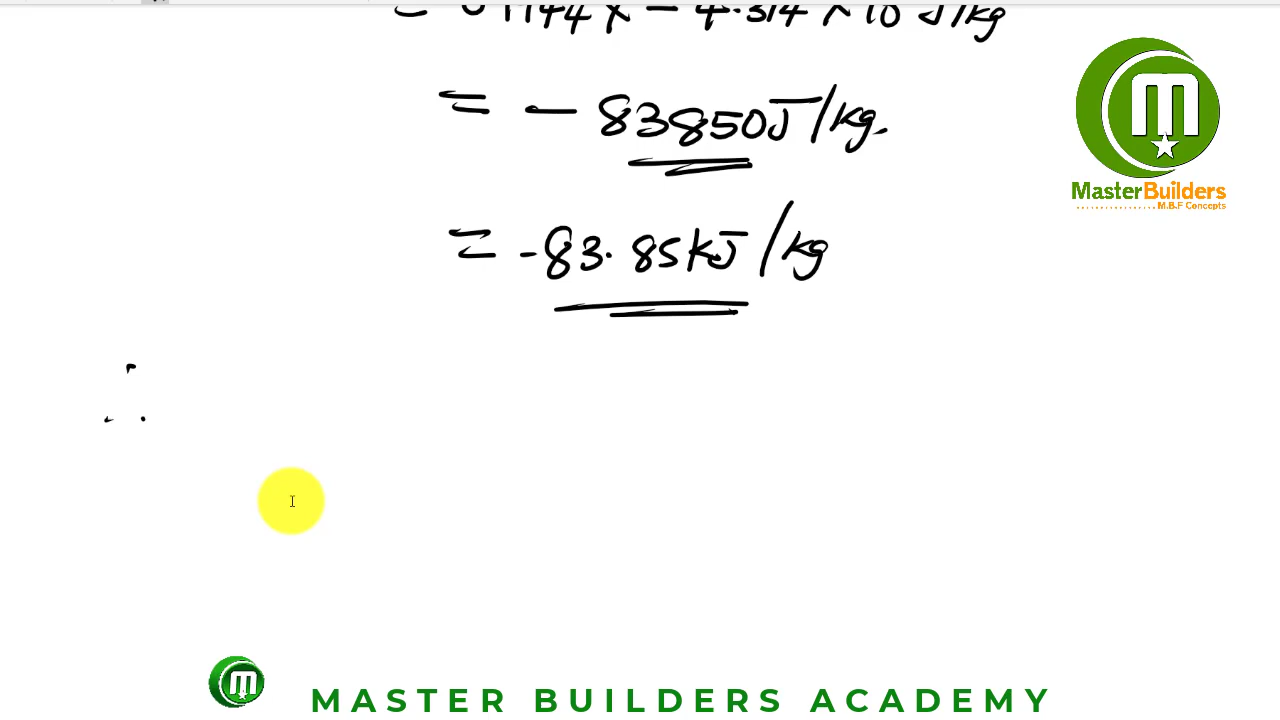 = - 83850J/kg.
= -83.85kJ/kg
∴
M
MasterBuilders
M.B.F Concepts
M
MASTER BUILDERS ACADEMY